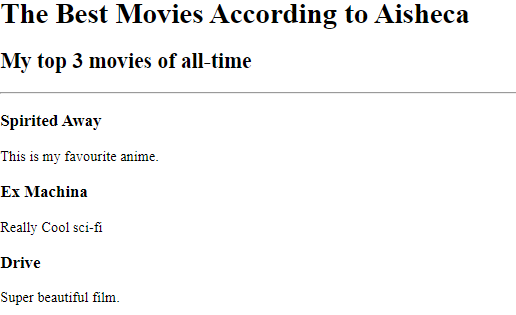 The Best Movies According to Aisheca
My top 3 movies of all-time
Spirited Away
This is my favourite anime.
Ex Machina
Really Cool sci-fi
Drive
Super beautiful film.